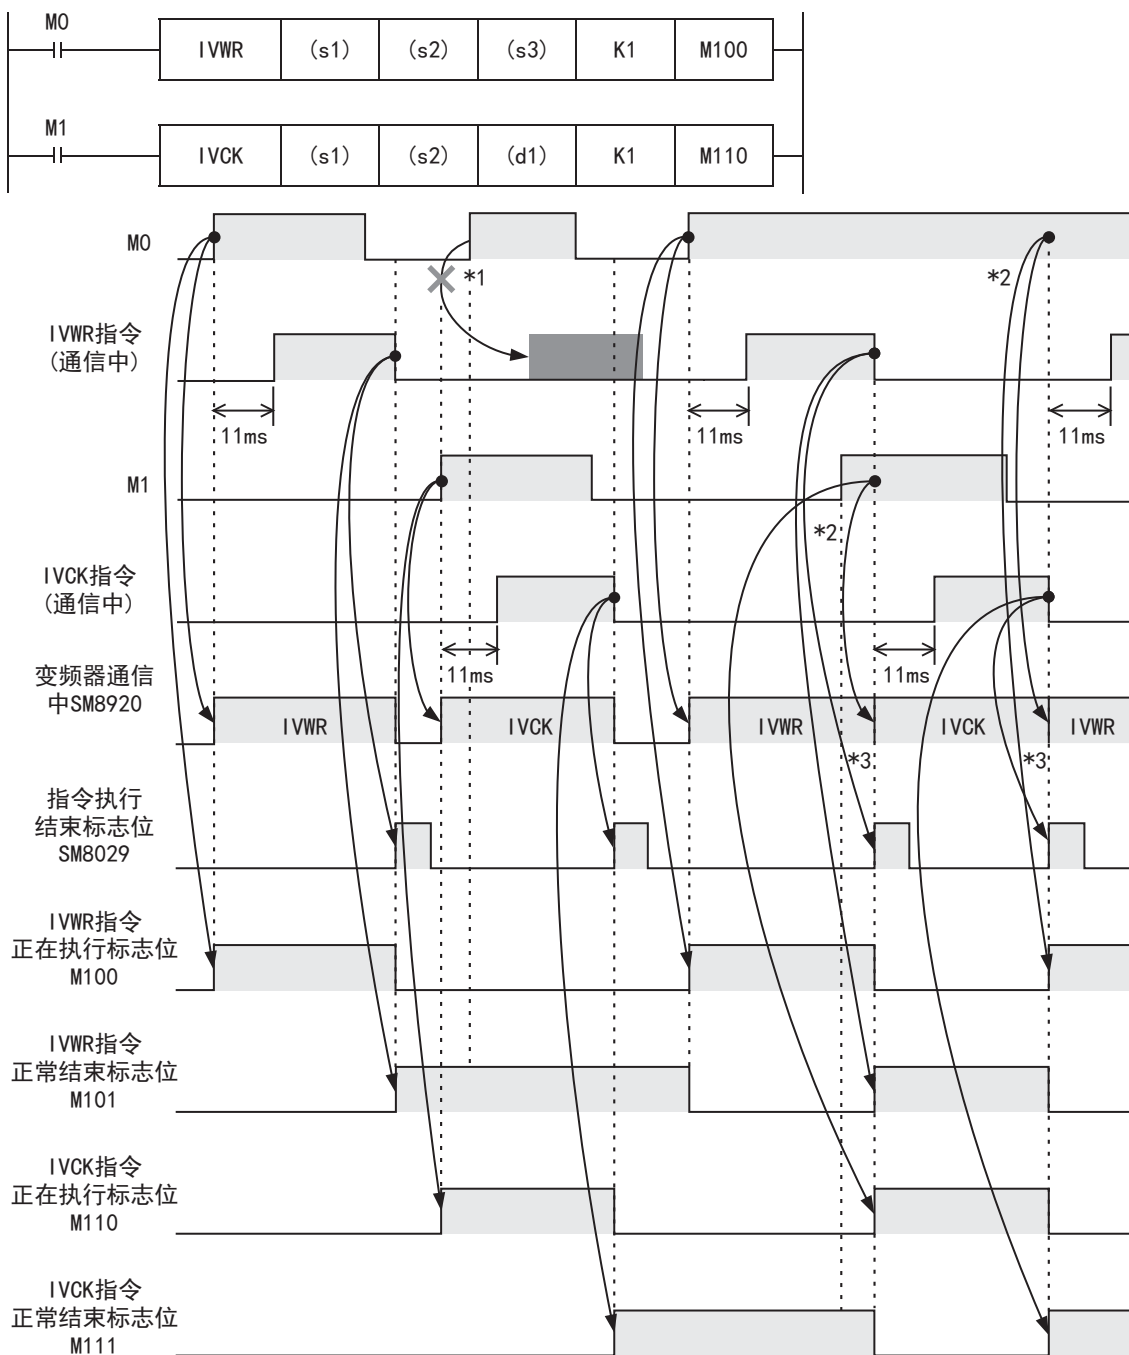 M0
IVWR (s1) (s2) (s3) K1 M100
M1
IVCK (s1) (s2) (d1) K1 M110
M0
*1
*2
IVWR指令
(通信中)
11ms
11ms
11ms
M1
*2
IVCK指令
(通信中)
11ms
11ms
变频器通信
中SM8920
IVWR
IVCK
IVWR
IVCK
IVWR
*3
*3
指令执行
结束标志位
SM8029
IVWR指令
正在执行标志位
M100
IVWR指令
正常结束标志位
M101
IVCK指令
正在执行标志位
M110
IVCK指令
正常结束标志位
M111